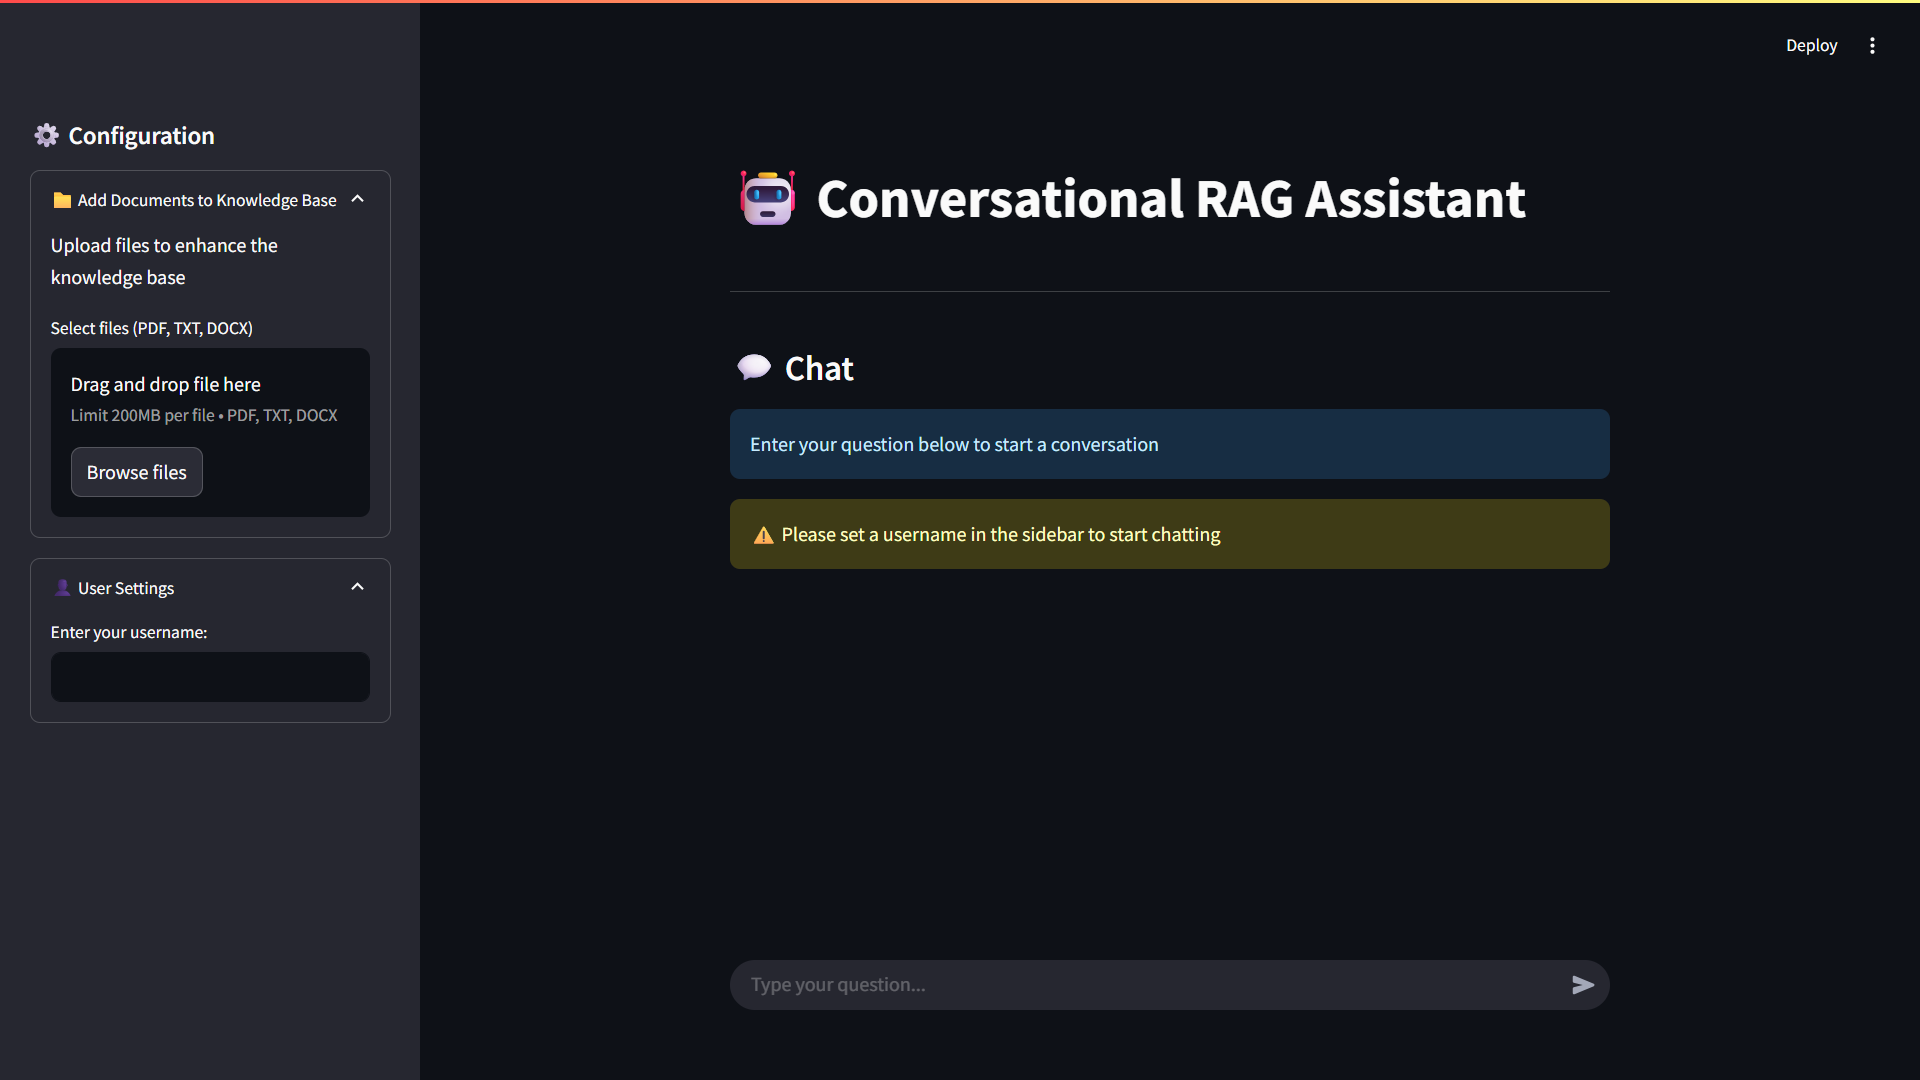 Deploy
Configuration
Add Documents to Knowledge Base
Upload files to enhance the
knowledge base
Select files (PDF, TXT, DOCX)
Drag and drop file here
Limit 200MB per file • PDF, TXT, DOCX
Browse files
User Settings
Enter your username:
Conversational RAG Assistant
Chat
Enter your question below to start a conversation
Please set a username in the sidebar to start chatting
Type your question...